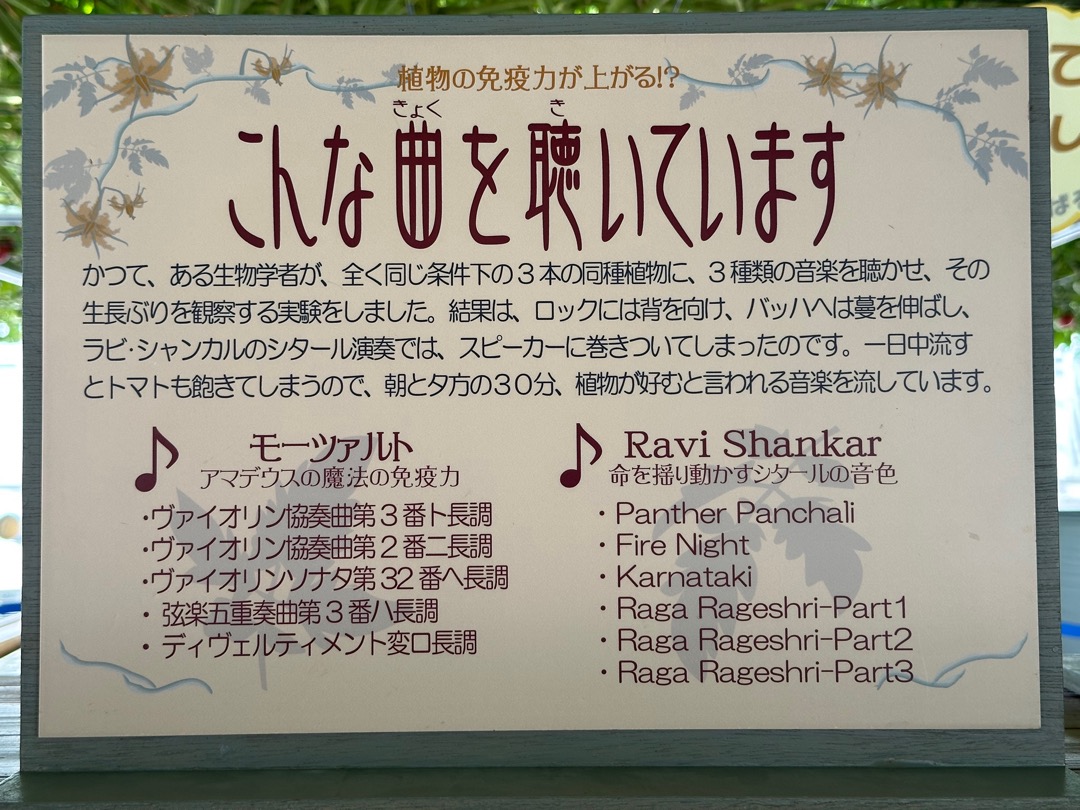 植物の免疫力が上がる!?
きょく き
こんな曲を聴いています
かつて、ある生物学者が、全く同じ条件下の3本の同種植物に、3種類の音楽を聴かせ、その
生長ぶりを観察する実験をしました。結果は、ロックには背を向け、バッハへは蔓を伸ばし、
ラビ・シャンカルのシタール演奏では、スピーカーに巻きついてしまったのです。一日中流す
とトマトも飽きてしまうので、朝と夕方の30分、植物が好むと言われる音楽を流しています。
♪ モーツァルト
アマデウスの魔法の免疫力
・ヴァイオリン協奏曲第3番ト長調
・ヴァイオリン協奏曲第2番ニ長調
・ヴァイオリンソナタ第32番ヘ長調
・弦楽五重奏曲第3番ハ長調
・ディヴェルティメント変ロ長調
♪ Ravi Shankar
命を揺り動かすシタールの音色
・Panther Panchali
・Fire Night
・Karnataki
・Raga Rageshri-Part1
・Raga Rageshri-Part2
・Raga Rageshri-Part3